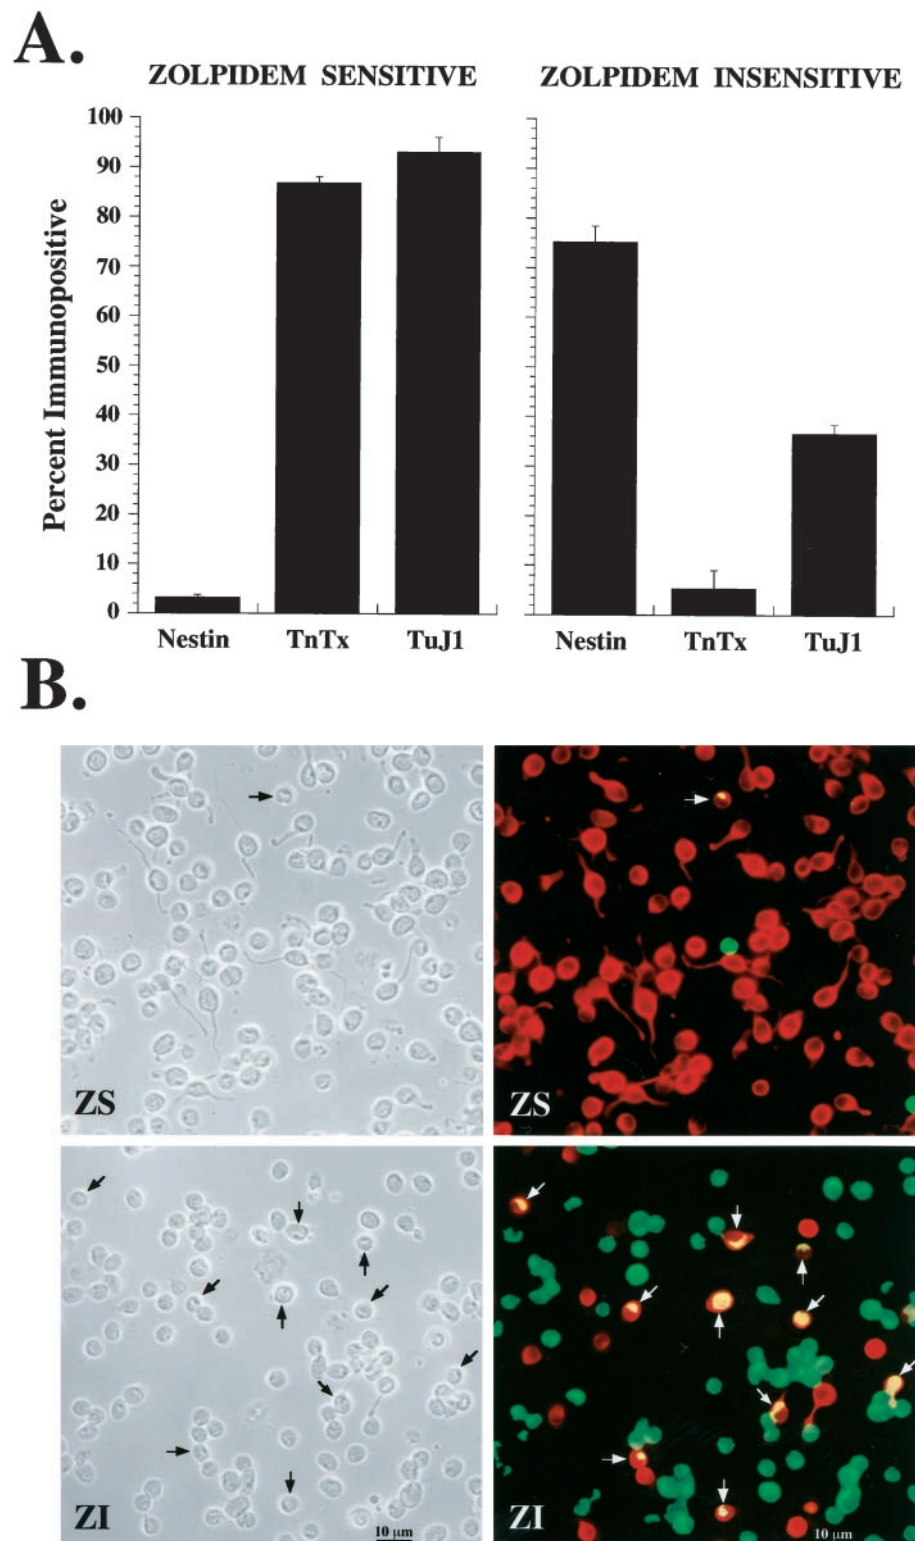 A.
ZOLPIDEM SENSITIVE
ZOLPIDEM INSENSITIVE
Percent Immunopositive
100
90
80
70
60
50
40
30
20
10
0
Nestin
TnTx
TuJ1
Nestin
TnTx
TuJ1
B.
ZS
ZS
ZI
10 µm
ZI
10 µm